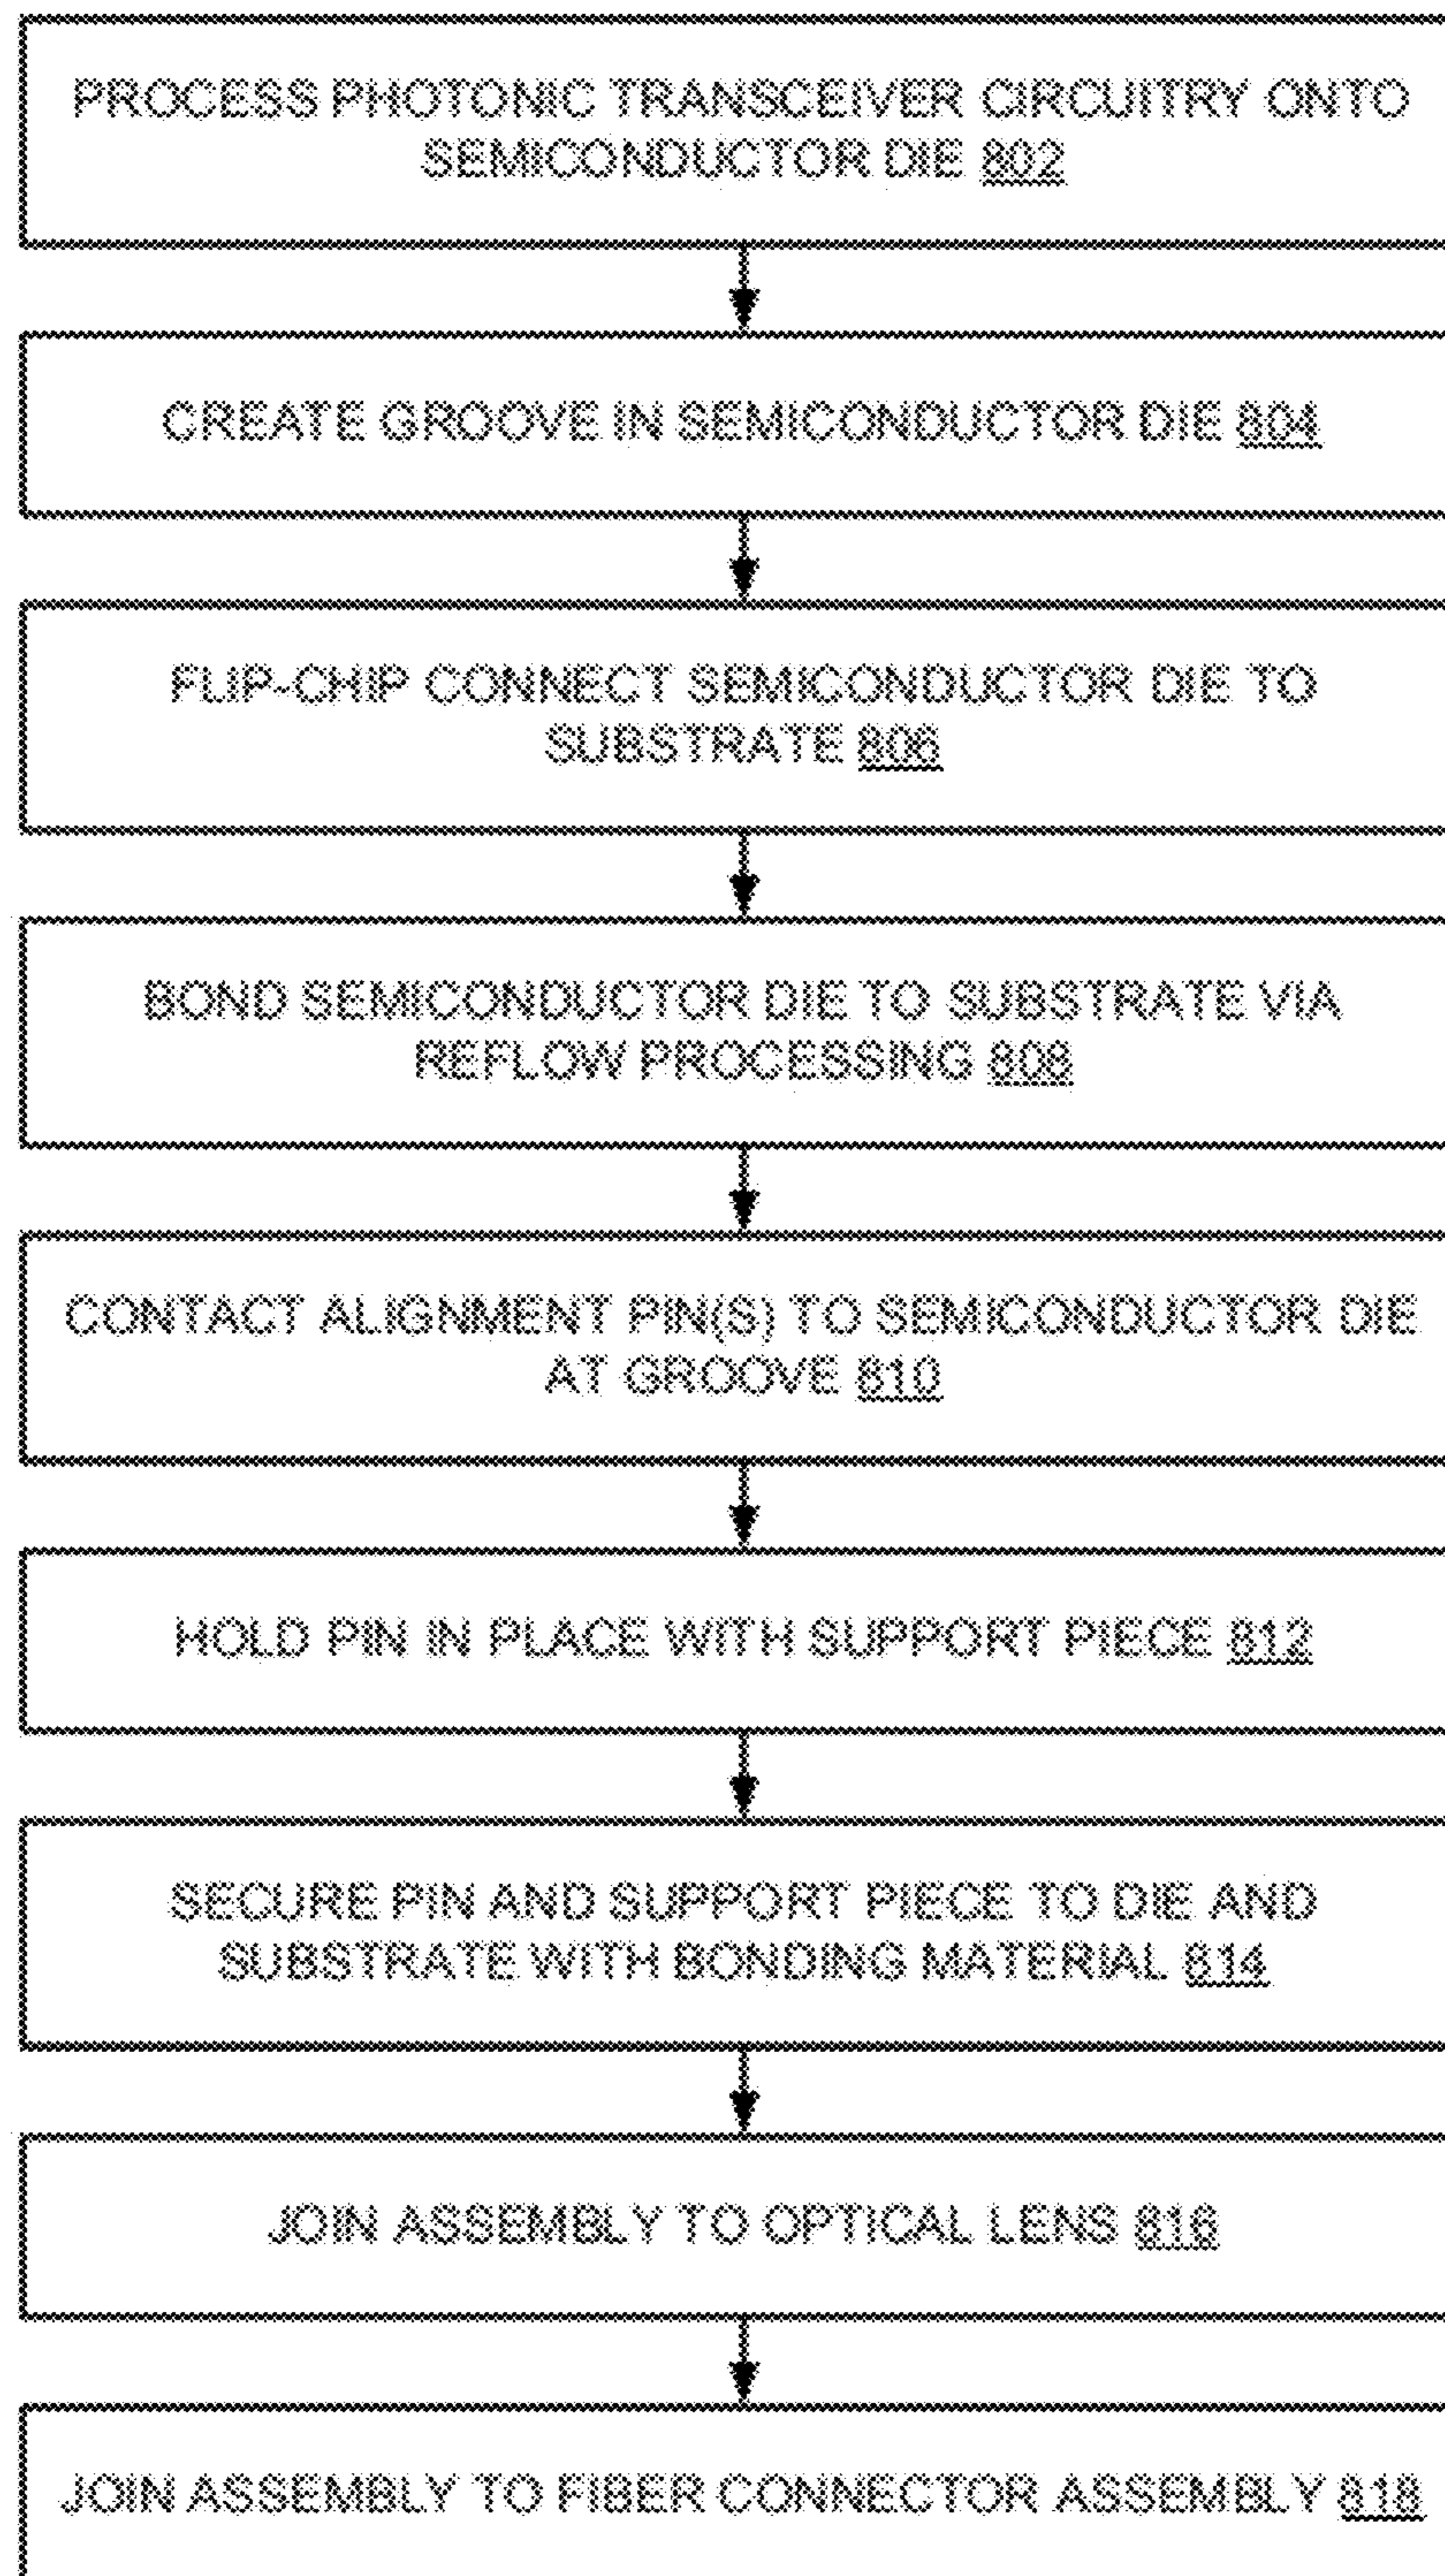 PROCESS PHOTONIC TRANSCEIVER CIRCUITRY ONTO
SEMICONDUCTOR DIE 802
CREATE GROOVE IN SEMICONDUCTOR DIE 804
FLIP-CHIP CONNECT SEMICONDUCTOR DIE TO
SUBSTRATE 806
BOND SEMICONDUCTOR DIE TO SUBSTRATE VIA
REFLOW PROCESSING 808
CONTACT ALIGNMENT PIN(S) TO SEMICONDUCTOR DIE
AT GROOVE 810
HOLD PIN IN PLACE WITH SUPPORT PIECE 812
SECURE PIN AND SUPPORT PIECE TO DIE AND
SUBSTRATE WITH BONDING MATERIAL 814
JOIN ASSEMBLY TO OPTICAL LENS 816
JOIN ASSEMBLY TO FIBER CONNECTOR ASSEMBLY 818